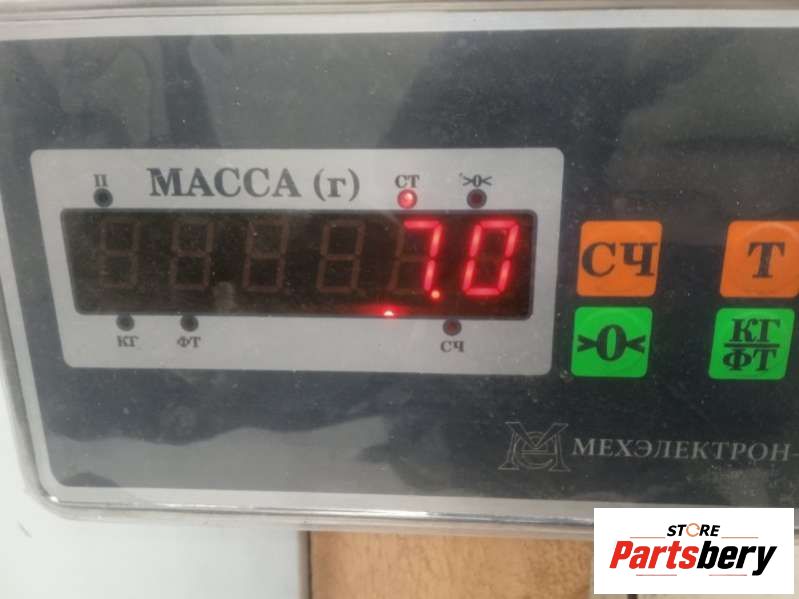 П МАССА (г) СТ >0<
7.0
КГ ФТ СЧ
СЧ Т
>0< КГ/ФТ
МЕХЭЛЕКТРОН-
STORE
Partsbery